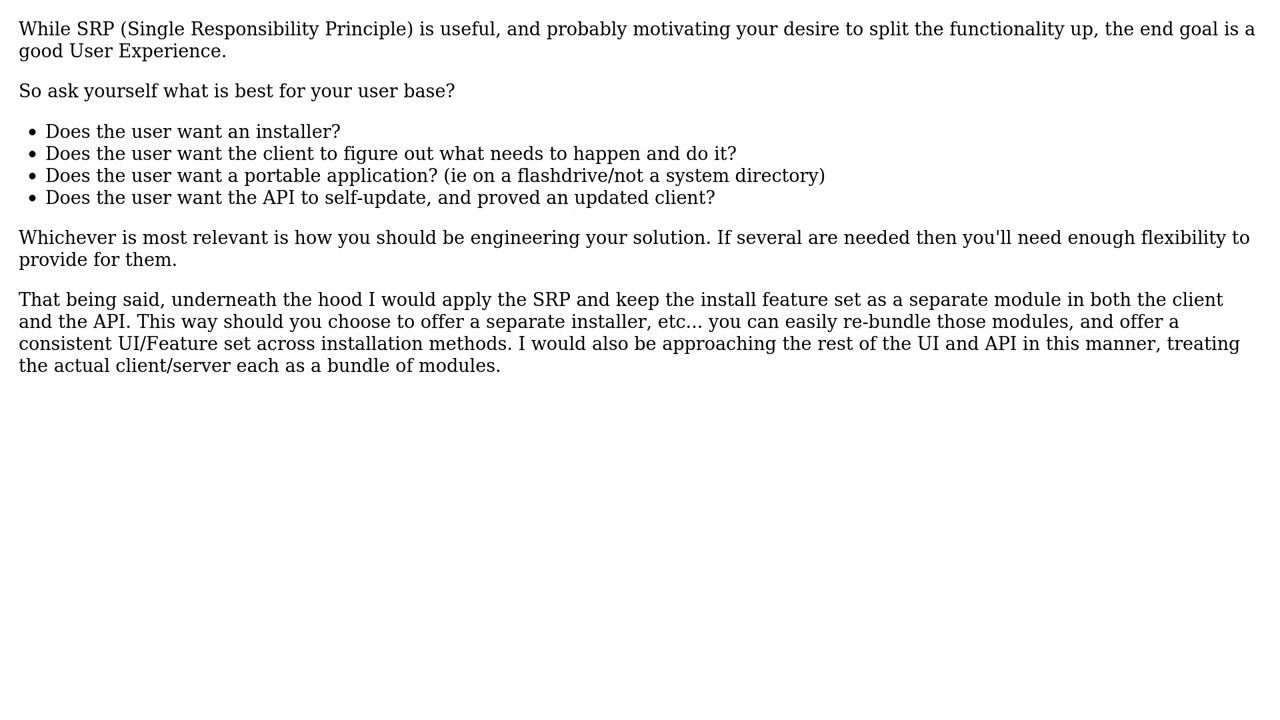 While SRP (Single Responsibility Principle) is useful, and probably motivating your desire to split the functionality up, the end goal is a
good User Experience.
So ask yourself what is best for your user base?
• Does the user want an installer?
• Does the user want the client to figure out what needs to happen and do it?
• Does the user want a portable application? (ie on a flashdrive/not a system directory)
• Does the user want the API to self-update, and proved an updated client?
Whichever is most relevant is how you should be engineering your solution. If several are needed then you'll need enough flexibility to
provide for them.
That being said, underneath the hood I would apply the SRP and keep the install feature set as a separate module in both the client
and the API. This way should you choose to offer a separate installer, etc... you can easily re-bundle those modules, and offer a
consistent UI/Feature set across installation methods. I would also be approaching the rest of the UI and API in this manner, treating
the actual client/server each as a bundle of modules.